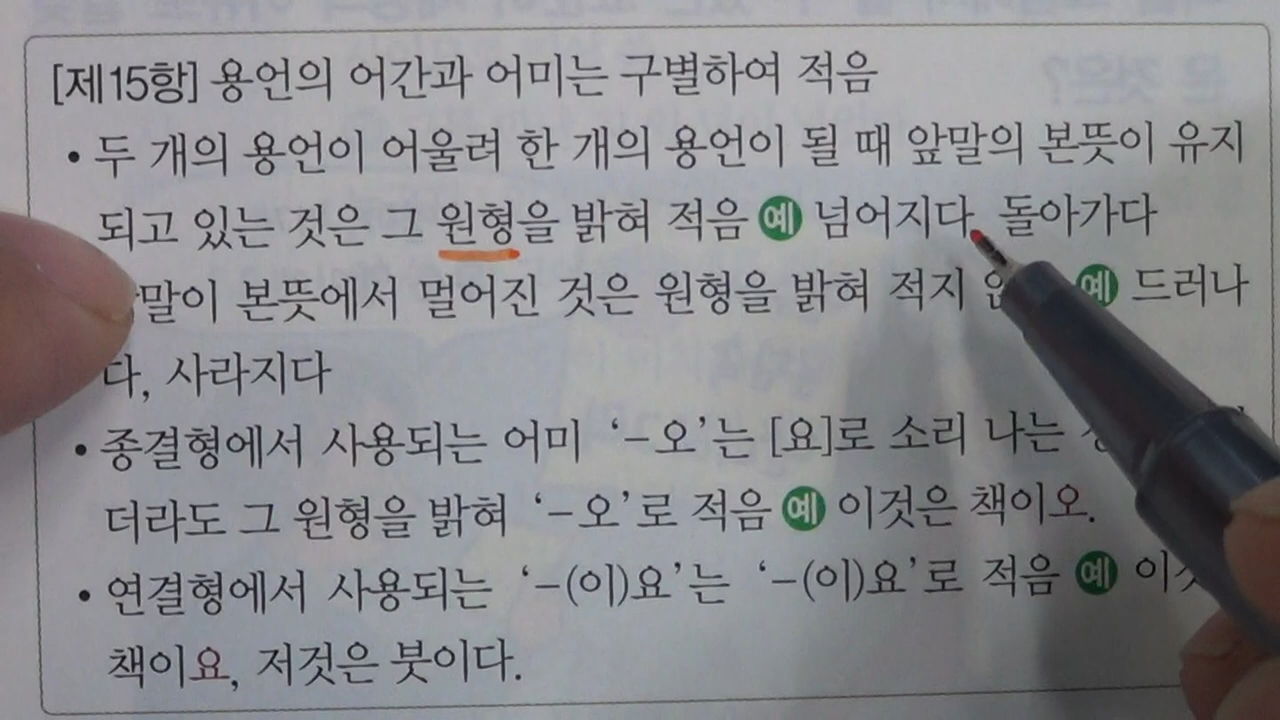 [제15항] 용언의 어간과 어미는 구별하여 적음
• 두 개의 용언이 어울려 한 개의 용언이 될 때 앞말의 본뜻이 유지
되고 있는 것은 그 원형을 밝혀 적음 예 넘어지다, 돌아가다
본뜻에서 멀어진 것은 원형을 밝혀 적지 예 드러나
다, 사라지다
• 종결형에서 사용되는 어미 ‘-오’는 [요]로 소리 나는
더라도 그 원형을 밝혀 ‘-오’로 적음 예 이것은 책이오.
• 연결형에서 사용되는 ‘-(이)요’는 ‘-(이)요’로 적음 예
책이요, 저것은 붓이다.